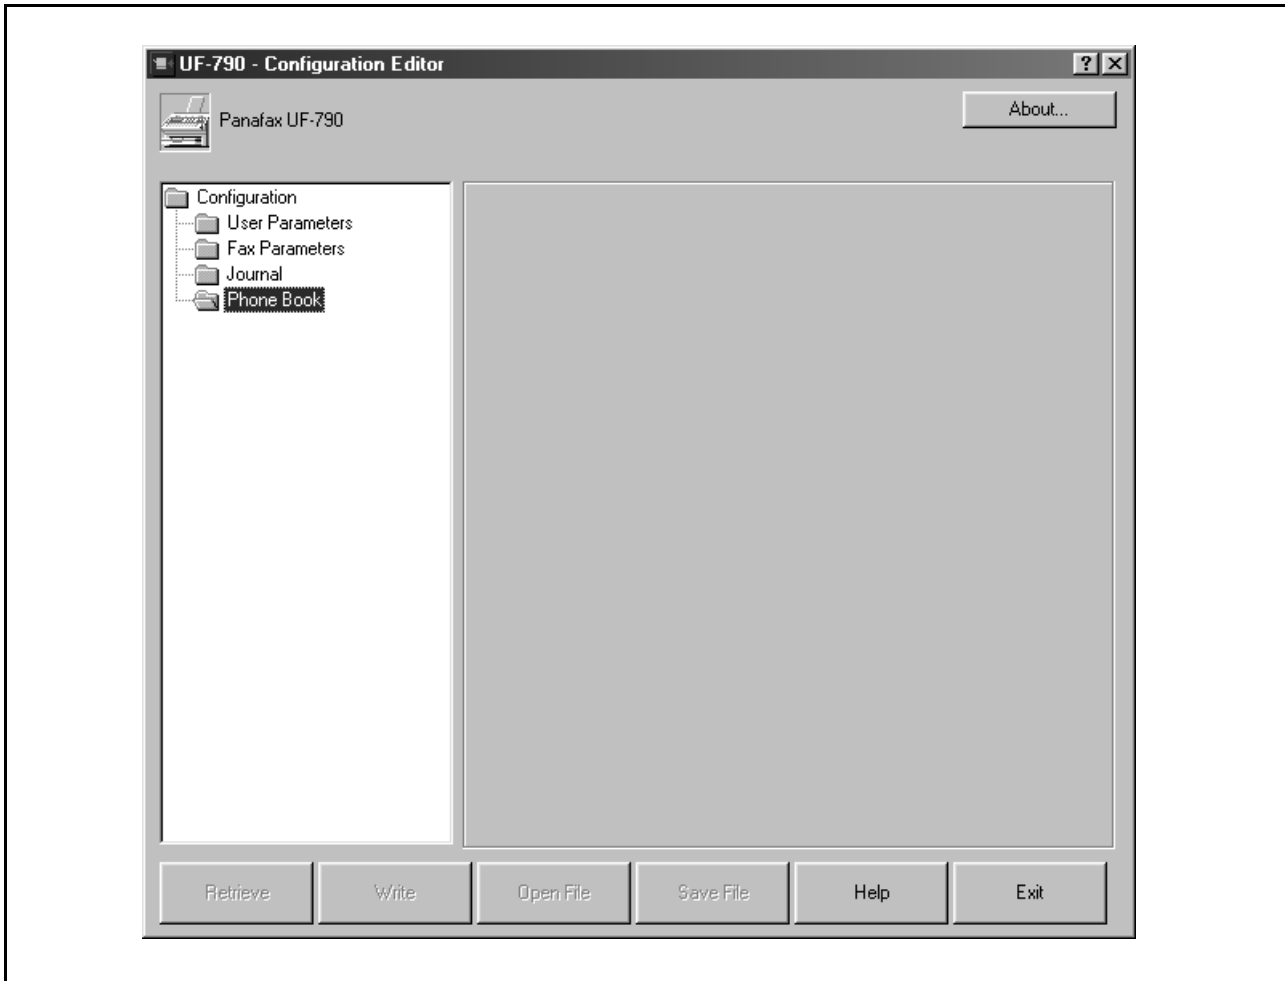 UF-790 - Configuration Editor
Panafax UF-790
About...
Configuration
User Parameters
Fax Parameters
Journal
Phone Book
Retrieve
Write
Open File
Save File
Help
Exit